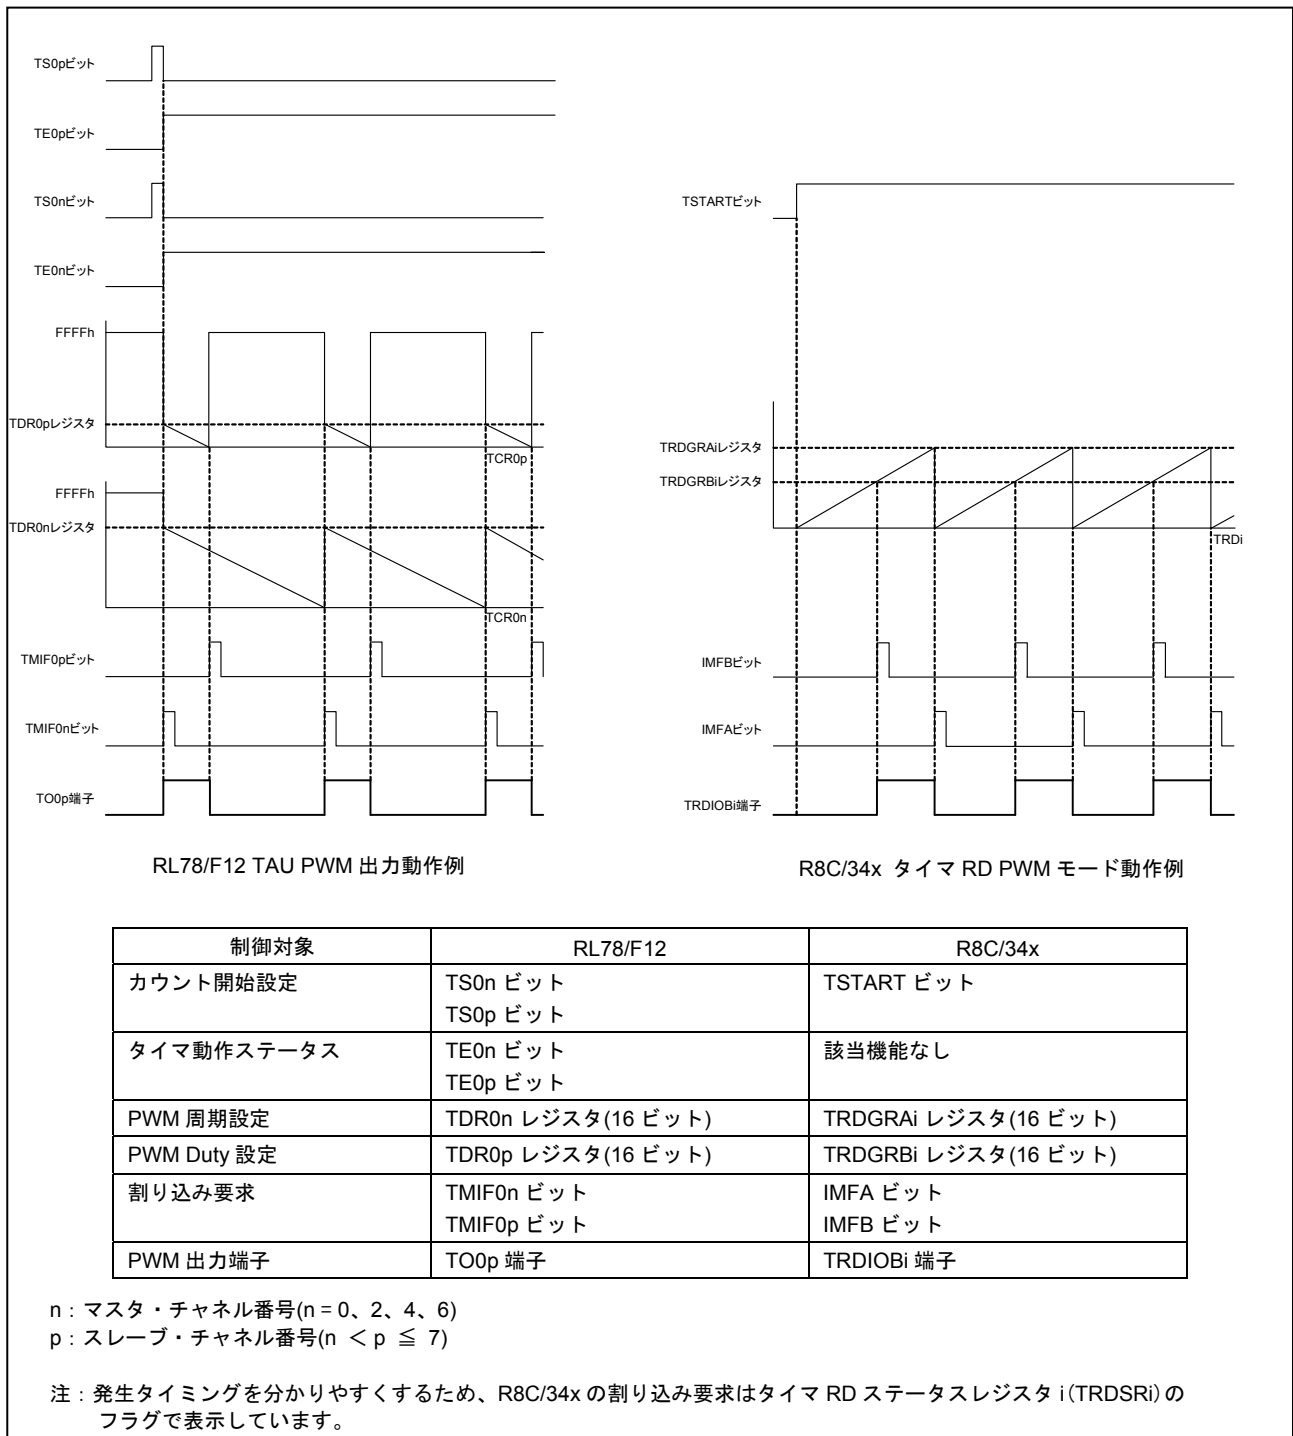 TS0pビット
TE0pビット
TS0nビット
TE0nビット
FFFFh
TDR0pレジスタ
TCR0p
FFFFh
TDR0nレジスタ
TCR0n
TMIF0pビット
TMIF0nビット
TO0p端子
RL78/F12 TAU PWM 出力動作例
TSTARTビット
TRDGRAiレジスタ
TRDGRBiレジスタ
TRDi
IMFBビット
IMFAビット
TRDIOBi端子
R8C/34x タイマ RD PWM モード動作例
制御対象 RL78/F12 R8C/34x
カウント開始設定 TS0n ビット TSTART ビット
TS0p ビット
タイマ動作ステータス TE0n ビット 該当機能なし
TE0p ビット
PWM 周期設定 TDR0n レジスタ(16 ビット) TRDGRAi レジスタ(16 ビット)
PWM Duty 設定 TDR0p レジスタ(16 ビット) TRDGRBi レジスタ(16 ビット)
割り込み要求 TMIF0n ビット IMFA ビット
TMIF0p ビット IMFB ビット
PWM 出力端子 TO0p 端子 TRDIOBi 端子
n：マスタ・チャネル番号(n = 0、2、4、6)
p：スレーブ・チャネル番号(n ＜ p ≦ 7)
注：発生タイミングを分かりやすくするため、R8C/34x の割り込み要求はタイマ RD ステータスレジスタ i(TRDSRi)の
フラグで表示しています。